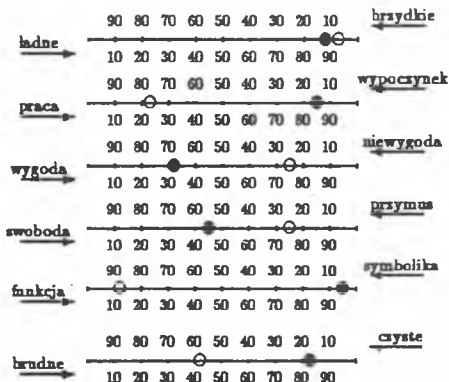 90 80 70 60 50 40 30 20 10 brzydkie
ładne 10 20 30 40 50 60 70 80 90
90 80 70 60 50 40 30 20 10 wypoczynek
praca 10 20 30 40 50 60 70 80 90
90 80 70 60 50 40 30 20 10 niewygoda
wygoda 10 20 30 40 50 60 70 80 90
90 80 70 60 50 40 30 20 10 przymus
swoboda 10 20 30 40 50 60 70 80 90
90 80 70 60 50 40 30 20 10 symbolika
funkcja 10 20 30 40 50 60 70 80 90
90 80 70 60 50 40 30 20 10 czyste
brudne 10 20 30 40 50 60 70 80 90